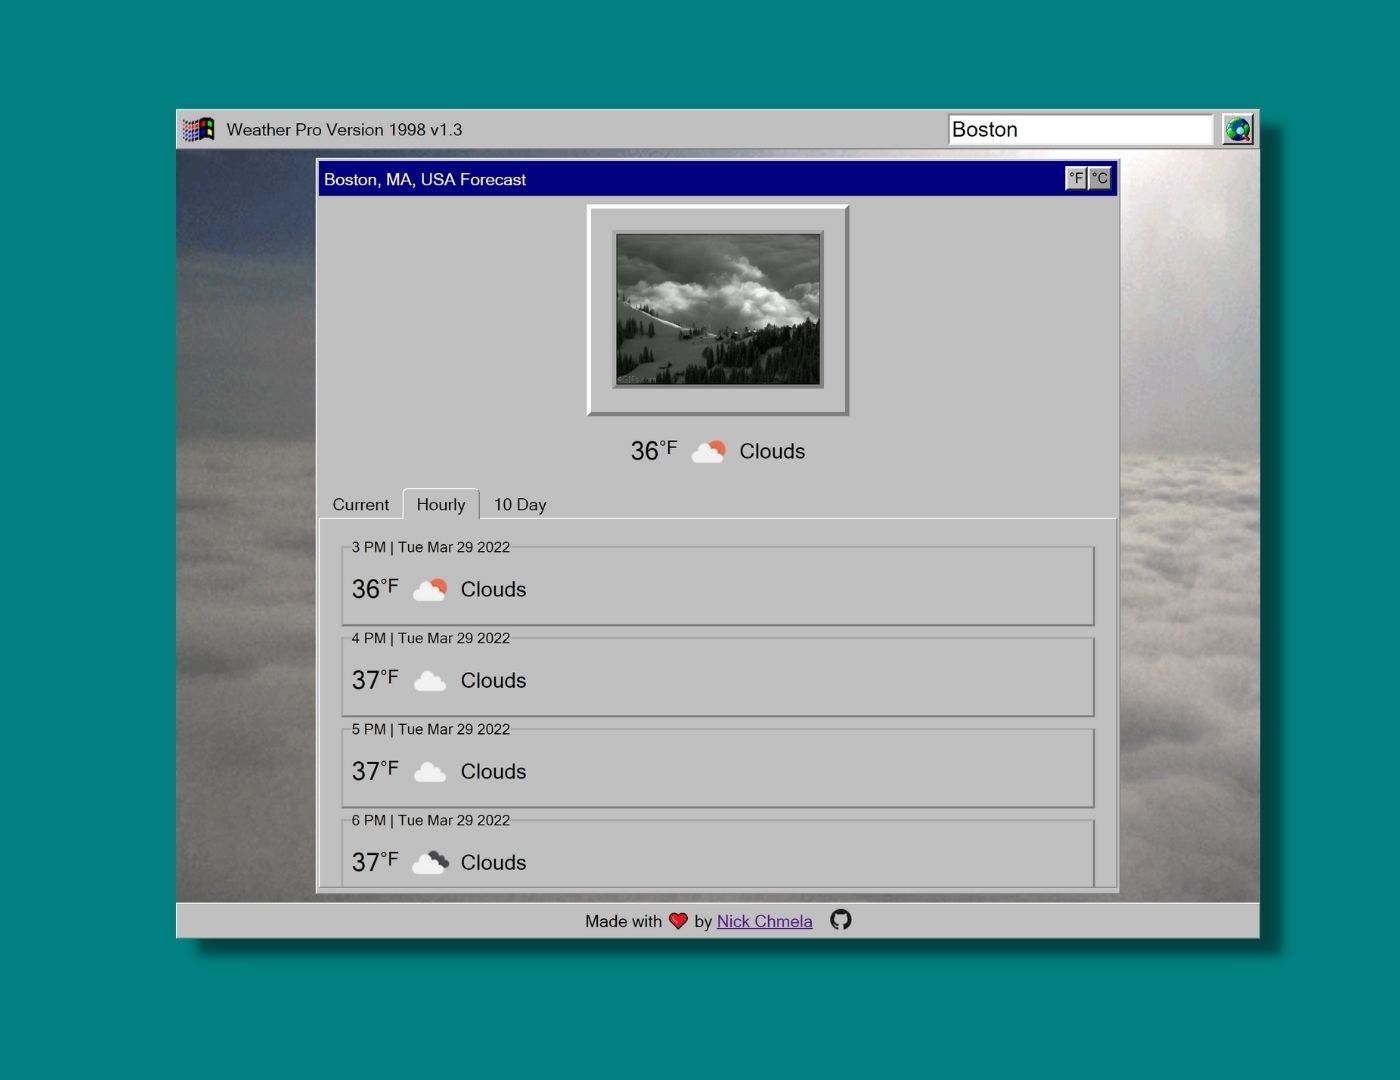 Weather Pro Version 1998 v1.3
Boston
Boston, MA, USA Forecast
°F °C
4GIFs.com
36°F Clouds
Current Hourly 10 Day
3 PM | Tue Mar 29 2022
36°F Clouds
4 PM | Tue Mar 29 2022
37°F Clouds
5 PM | Tue Mar 29 2022
37°F Clouds
6 PM | Tue Mar 29 2022
37°F Clouds
Made with ❤ by Nick Chmela